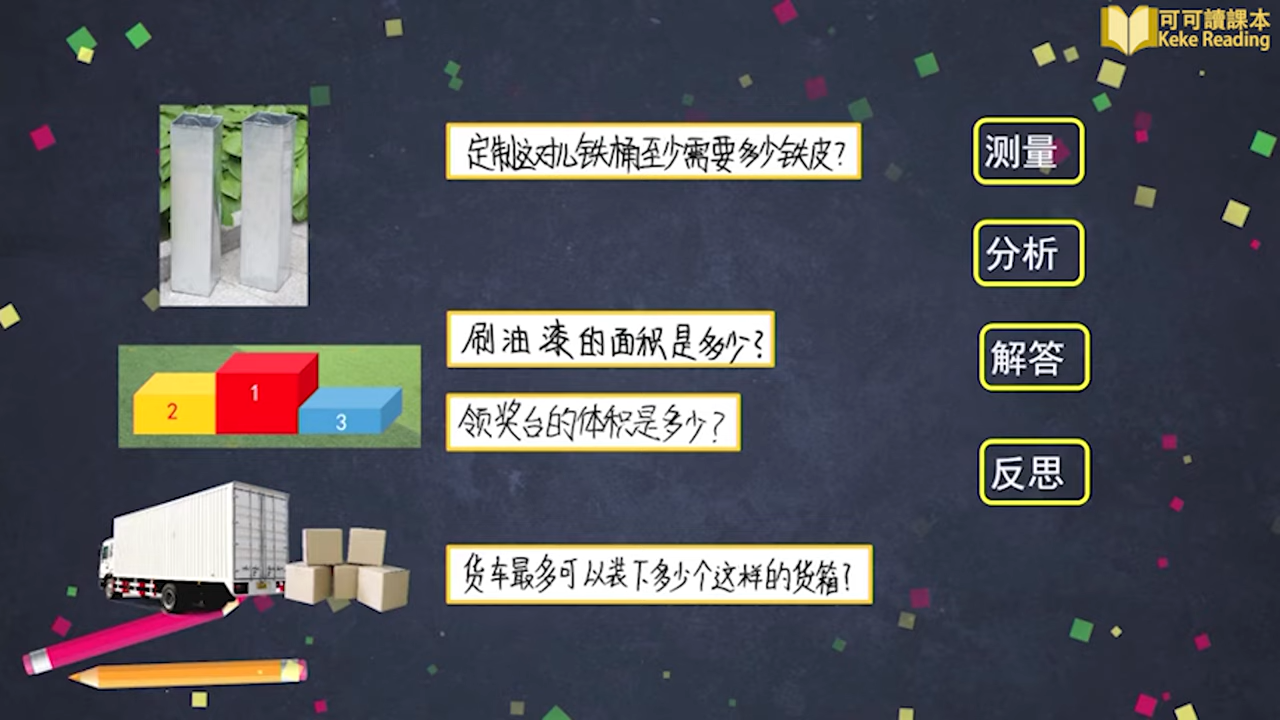 可可讀課本
Keke Reading
定制这对儿铁桶至少需要多少铁皮?
测量
分析
刷油漆的面积是多少?
2
1
3
解答
领奖台的体积是多少?
反思
货车最多可以装下多少个这样的货箱?